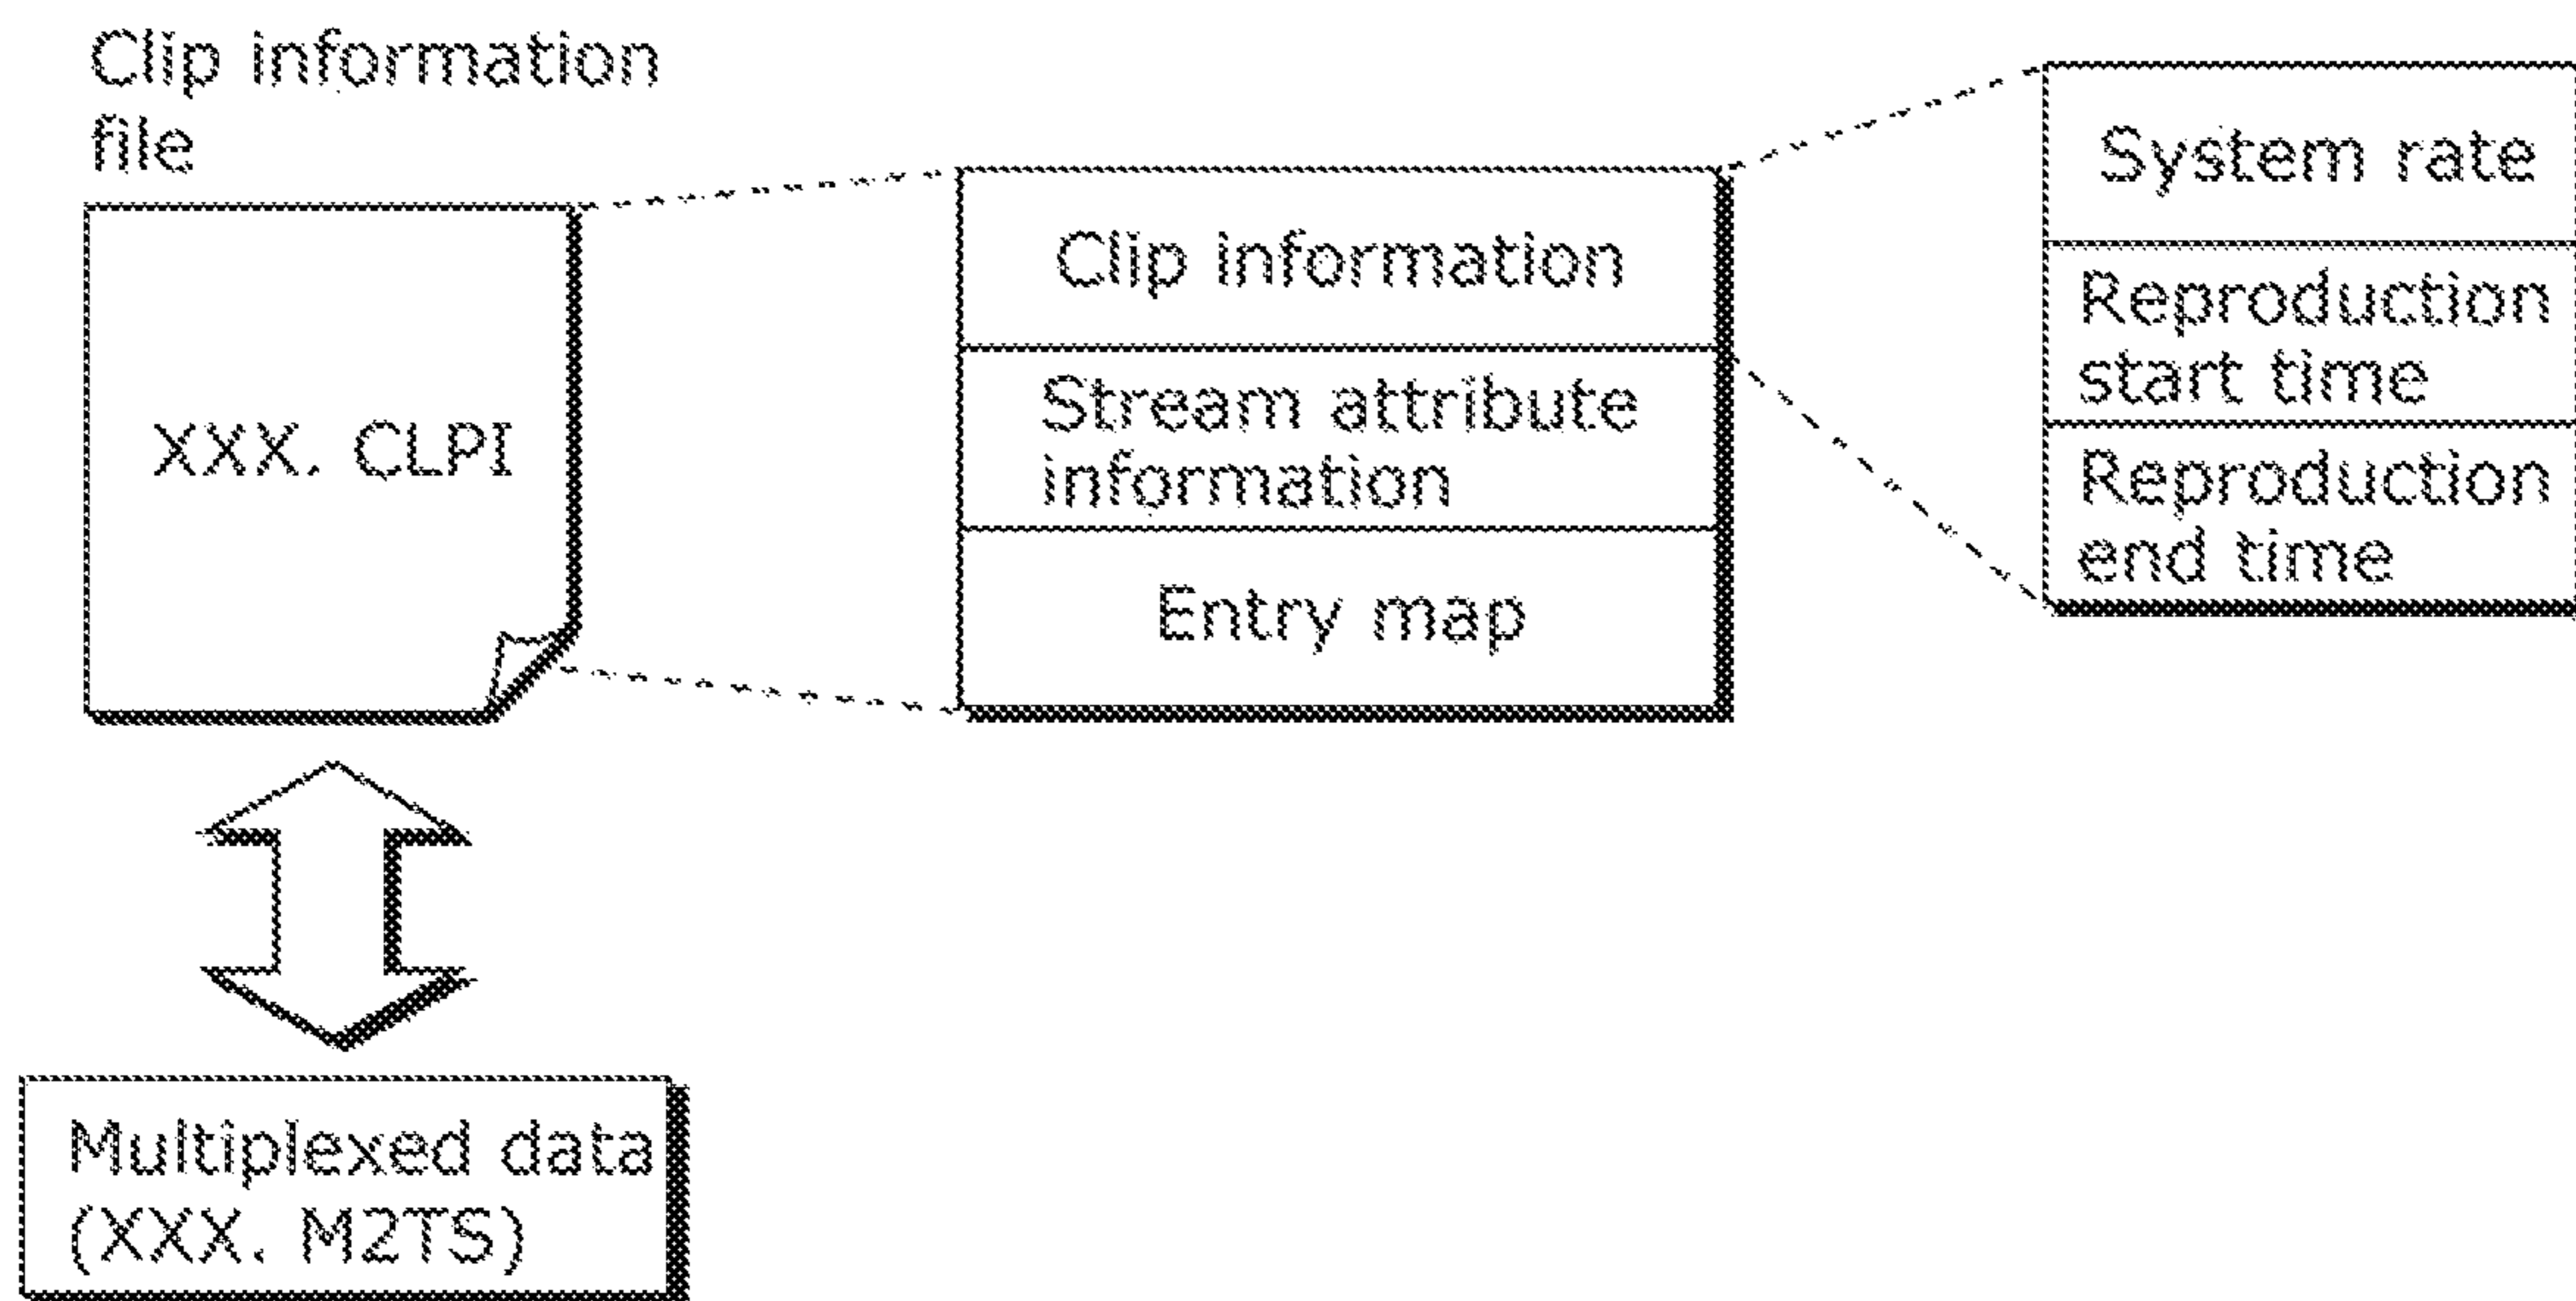 Clip information
file
XXX. CLPI
Clip information
Stream attribute
information
Entry map
System rate
Reproduction
start time
Reproduction
end time
Multiplexed data
(XXX. M2TS)